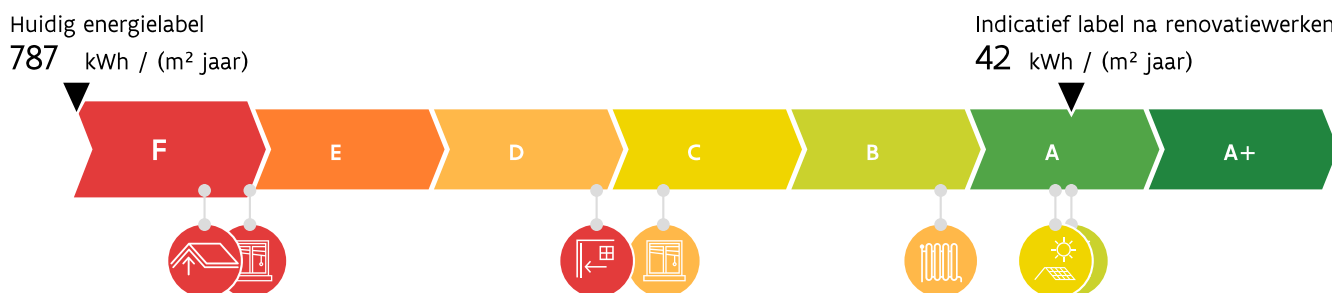 Huidig energielabel
787 kWh / (m² jaar)
Indicatief label na renovatiewerken
42 kWh / (m² jaar)
F E D C B A A+